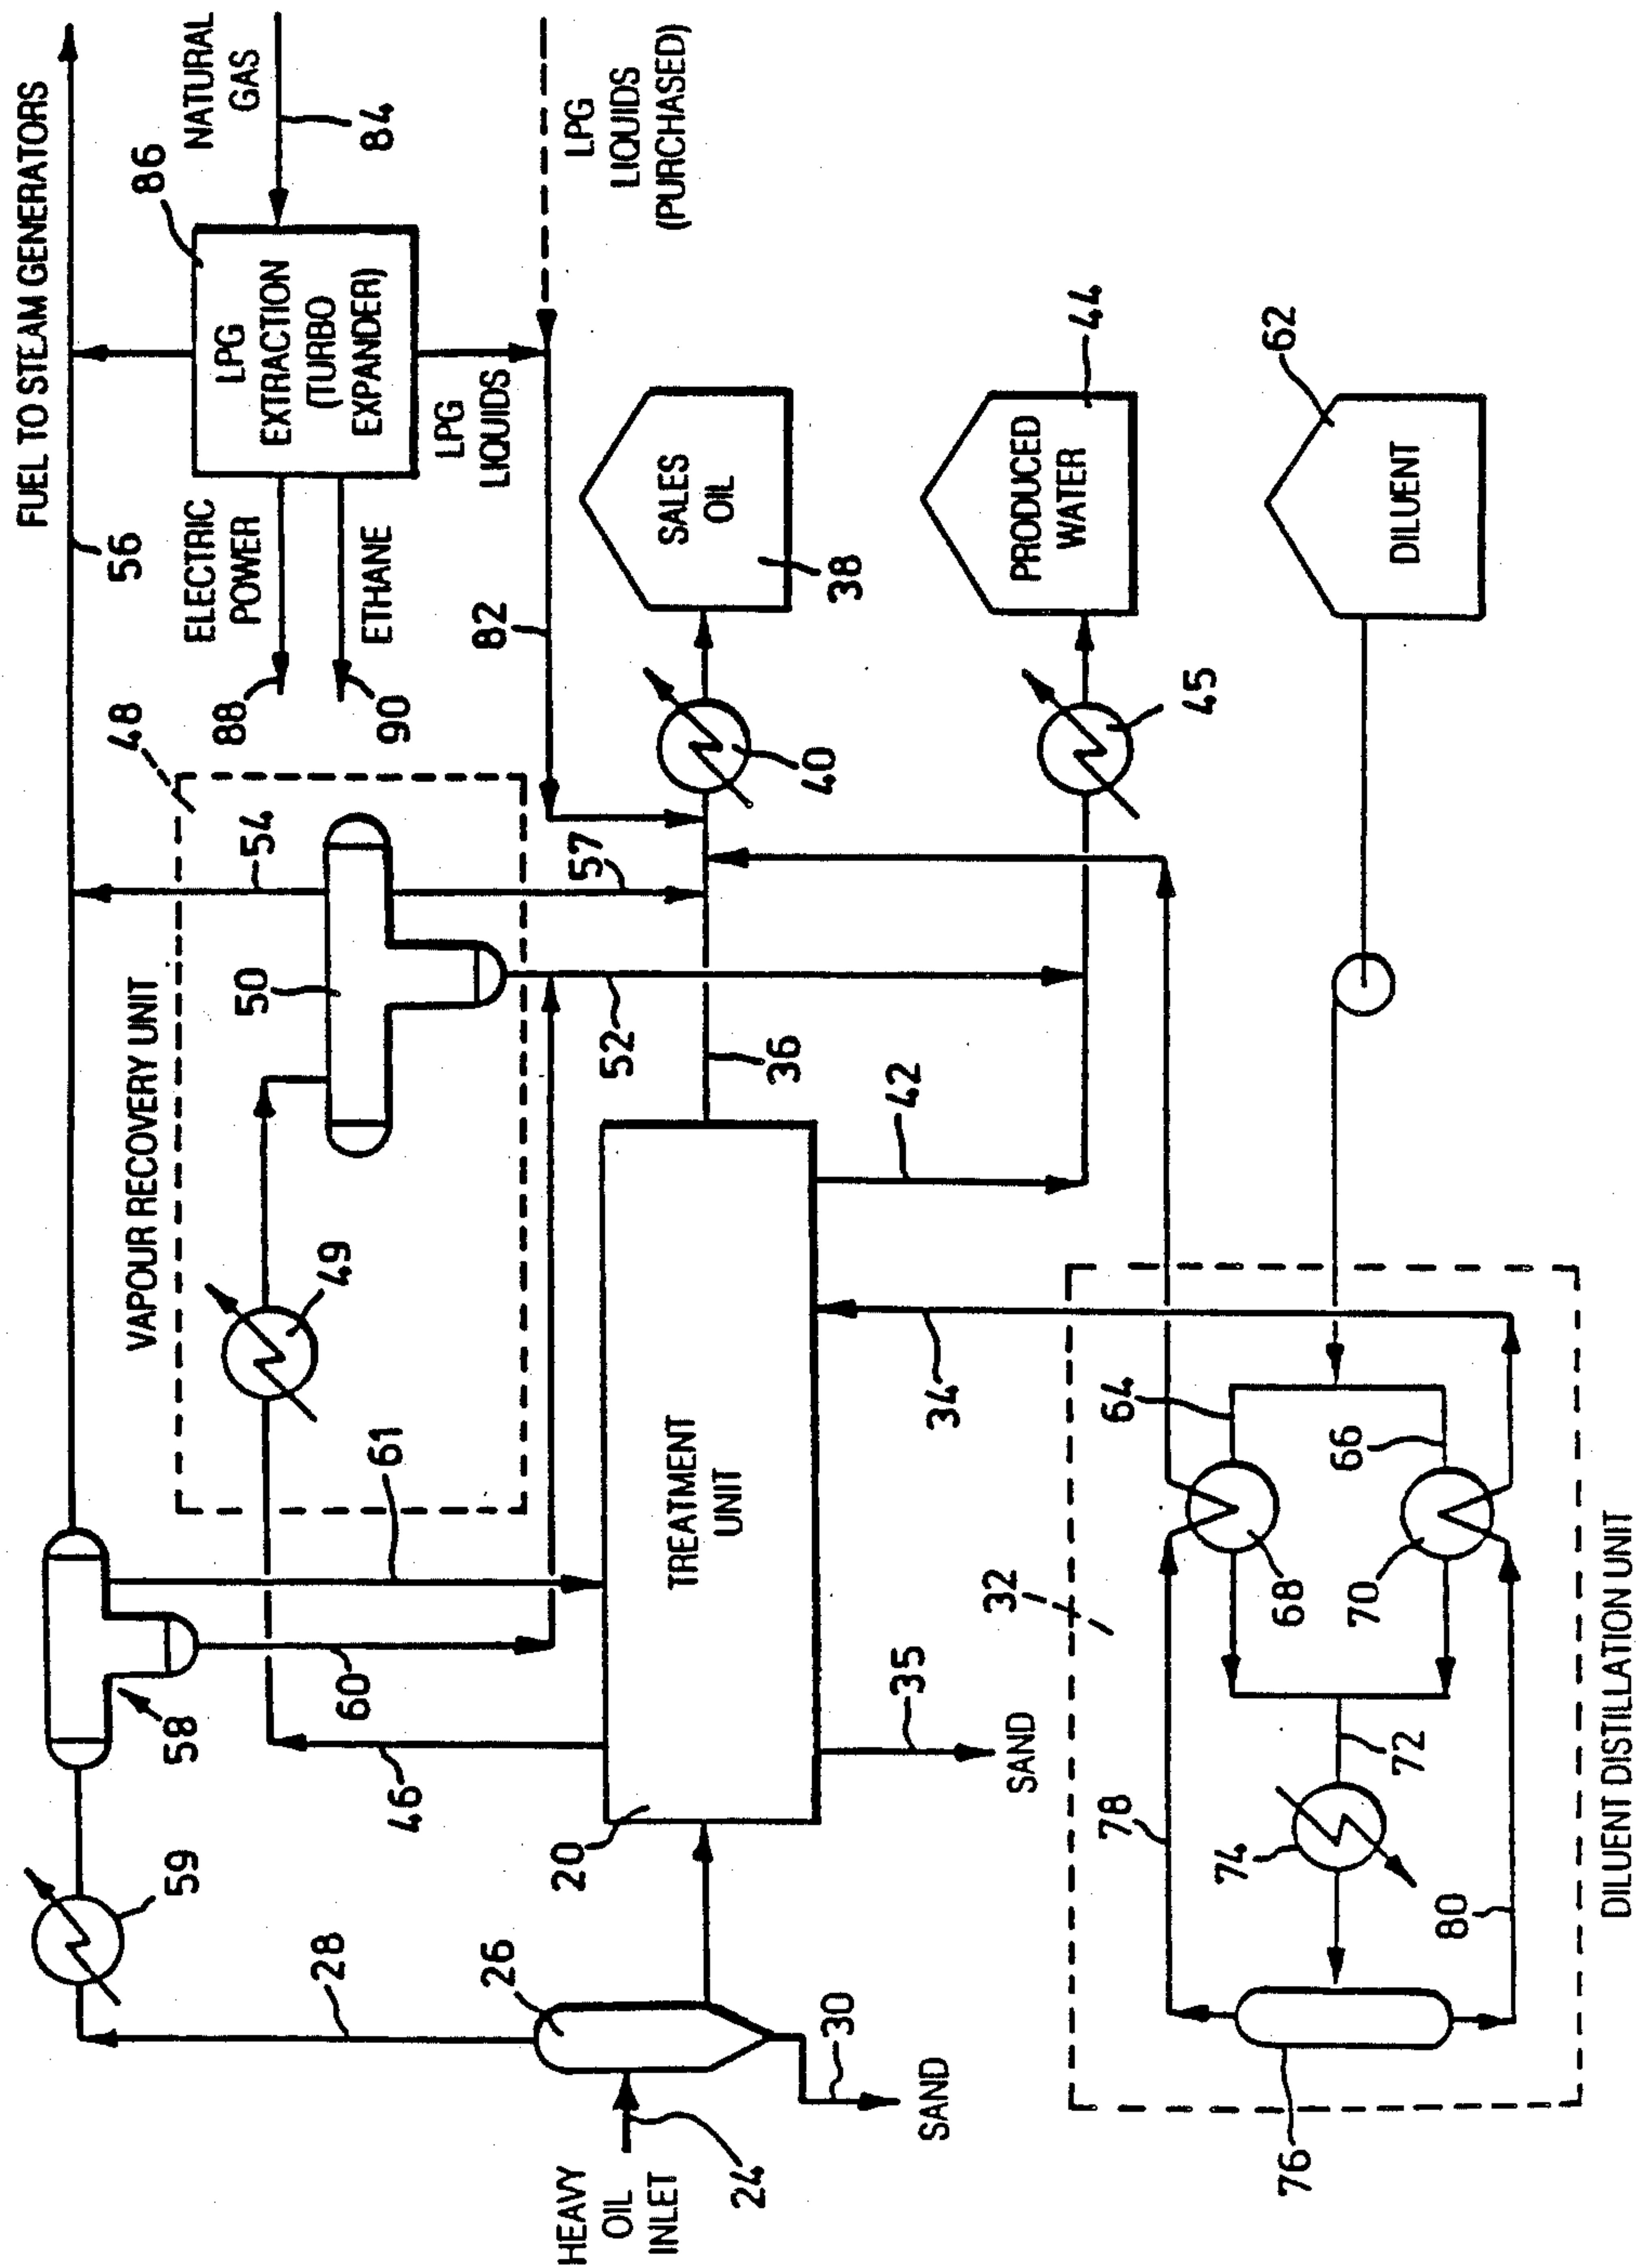 FUEL TO STEAM GENERATORS
56
NATURAL
GAS
84
86
LPG
EXTRACTION
(TURBO
EXPANDER)
ELECTRIC
POWER
88
ETHANE
90
LPG
LIQUIDS
LPG
LIQUIDS
(PURCHASED)
82
48
VAPOUR RECOVERY UNIT
54
50
57
52
49
59
58
60
61
28
46
SALES
OIL
38
40
36
PRODUCED
WATER
44
45
42
TREATMENT
UNIT
20
26
HEAVY
OIL
INLET
24
30
SAND
35
SAND
34
DILUENT
62
32
64
66
68
70
72
74
76
78
80
DILUENT DISTILLATION UNIT